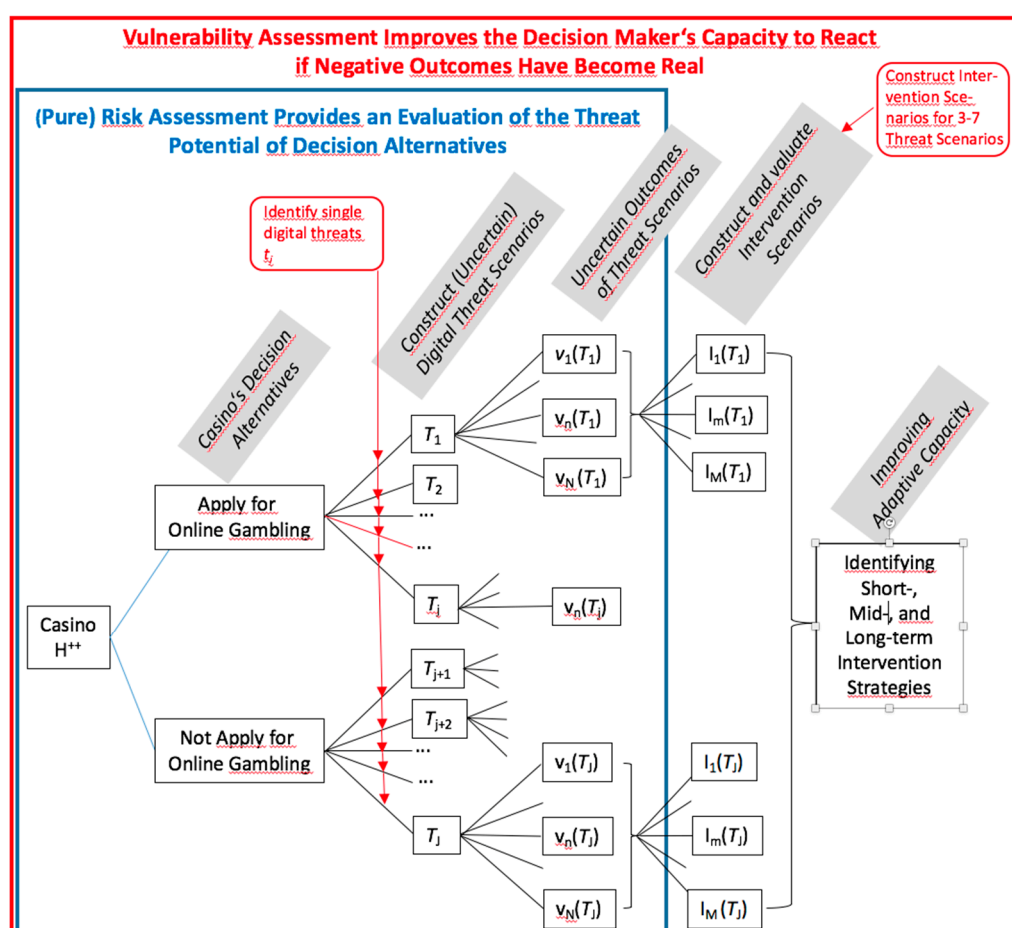 Vulnerability Assessment Improves the Decision Maker‘s Capacity to React
if Negative Outcomes Have Become Real
Construct Inter-
vention Sce-
narios for 3-7
Threat Scenarios
(Pure) Risk Assessment Provides an Evaluation of the Threat
Potential of Decision Alternatives
Identify single
digital threats
tⱼ
Casino‘s Decision
Alternatives
Construct (Uncertain)
Digital Threat Scenarios
Uncertain Outcomes
of Threat Scenarios
Construct and valuate
Intervention
Scenarios
Improving
Adaptive Capacity
Casino
H++
Apply for
Online Gambling
Not Apply for
Online Gambling
T1
T2
...
...
Tj
Tj+1
Tj+2
...
...
TJ
v1(T1)
vn(T1)
vN(T1)
vn(Tj)
v1(TJ)
vn(TJ)
vN(TJ)
I1(T1)
Im(T1)
IM(T1)
I1(TJ)
Im(TJ)
IM(TJ)
Identifying
Short-,
Mid-, and
Long-term
Intervention
Strategies